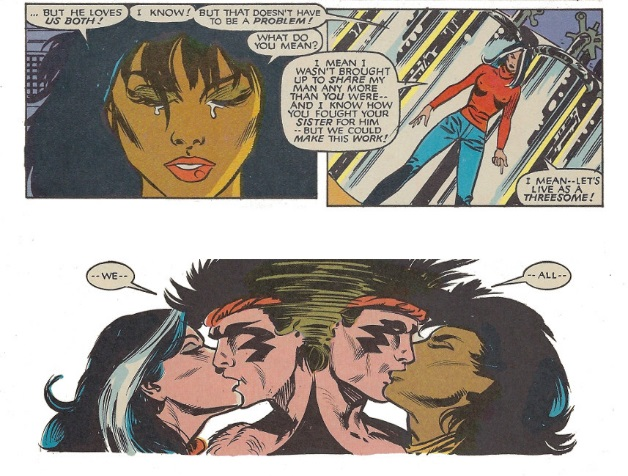 ... BUT HE LOVES
US BOTH!
I KNOW! BUT THAT DOESN'T HAVE
TO BE A PROBLEM!
WHAT DO
YOU MEAN?
I MEAN I
WASN'T BROUGHT
UP TO SHARE MY
MAN ANY MORE
THAN YOU WERE--
AND I KNOW HOW
YOU FOUGHT YOUR
SISTER FOR HIM
--BUT WE COULD
MAKE THIS WORK!
I MEAN--LET'S
LIVE AS A
THREESOME!
--WE--
--ALL--